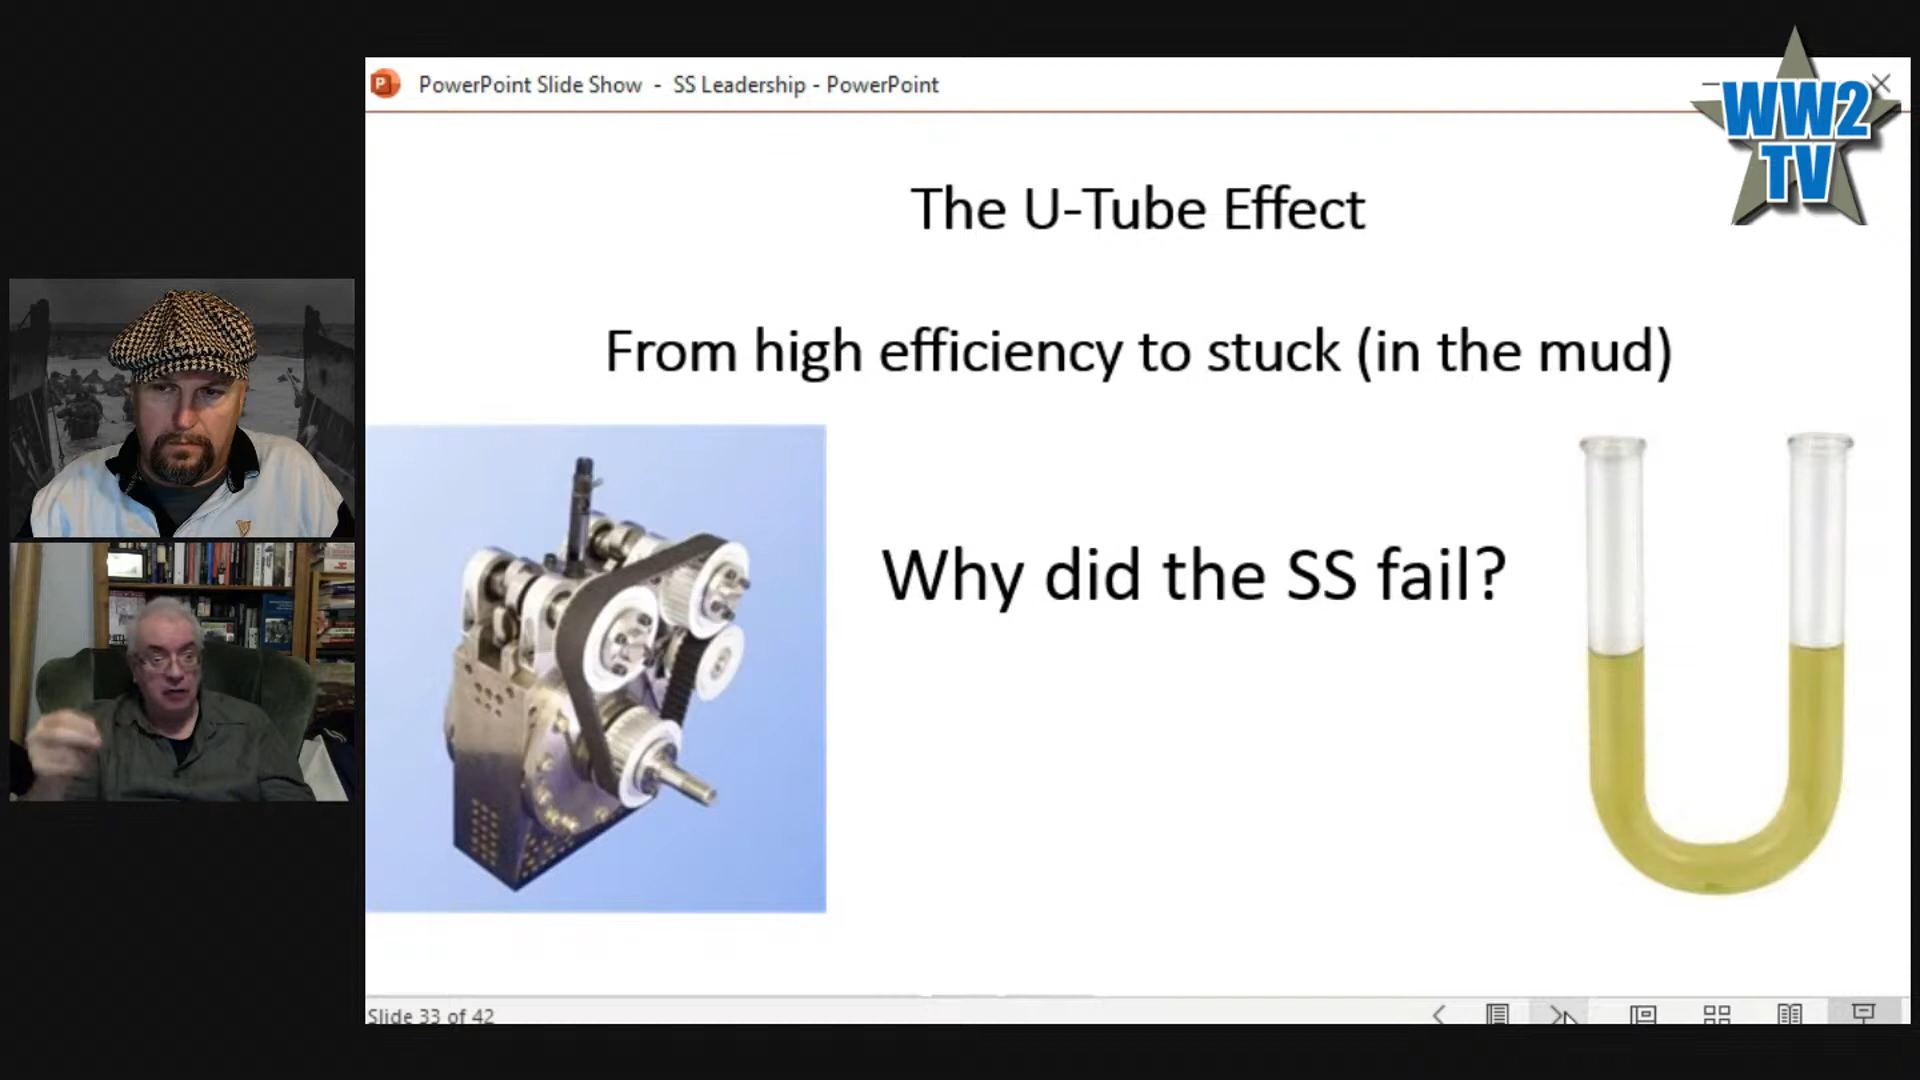 PowerPoint Slide Show - SS Leadership - PowerPoint
WW2
TV
The U-Tube Effect
From high efficiency to stuck (in the mud)
Why did the SS fail?
Slide 33 of 42